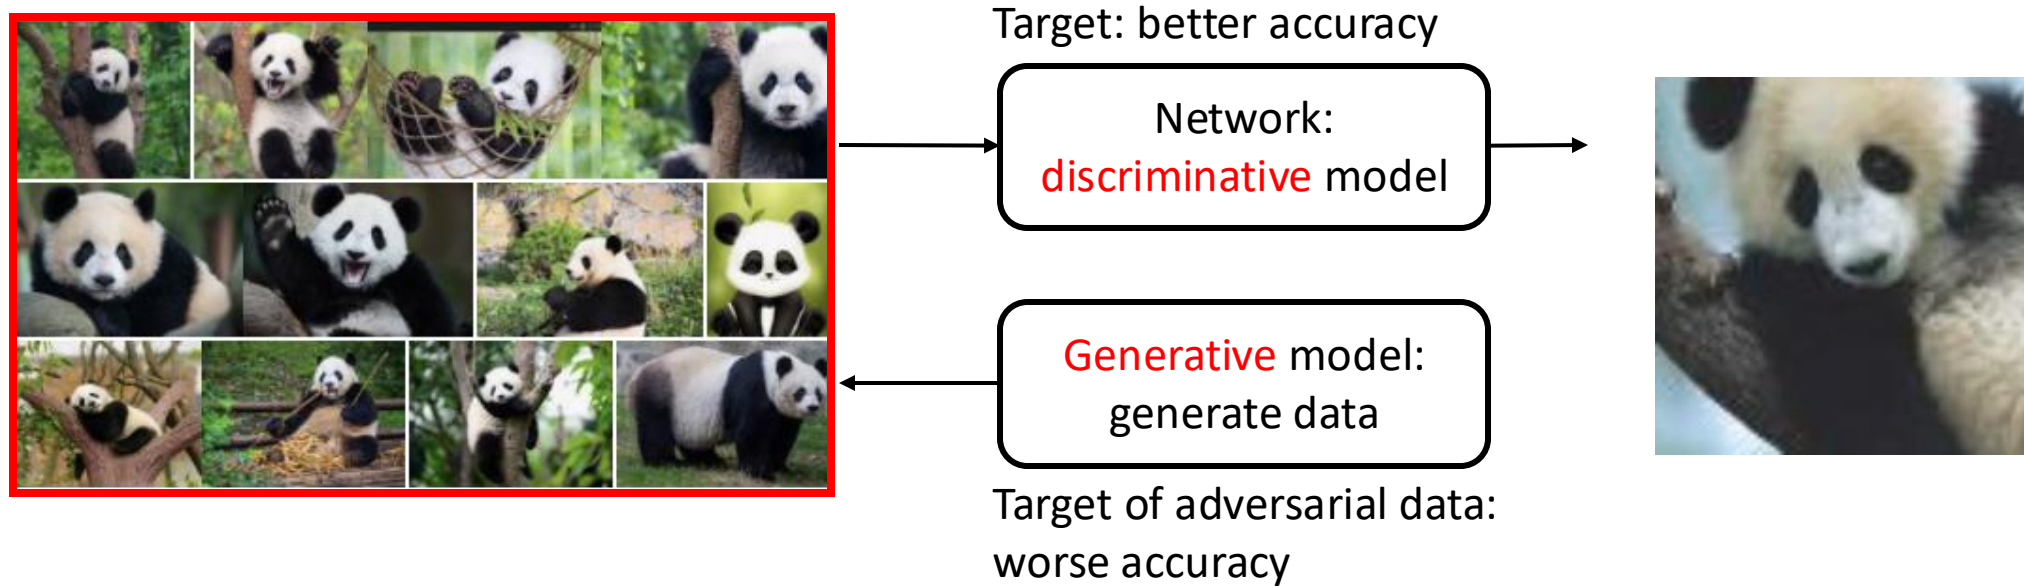 Target: better accuracy
Network:
discriminative model
Generative model:
generate data
Target of adversarial data:
worse accuracy